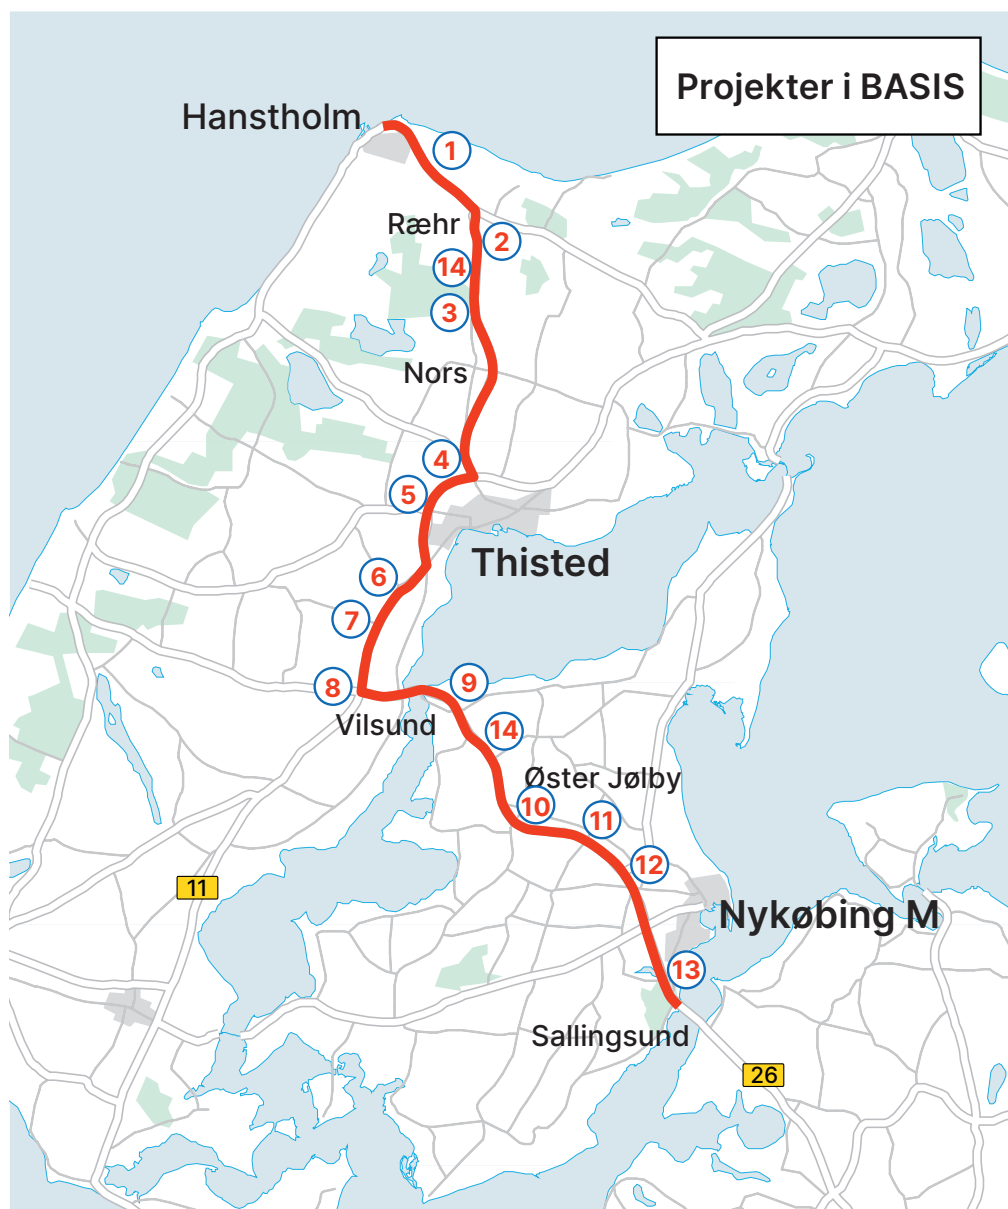 Projekter i BASIS
Hanstholm
1
Ræhr
2
14
3
Nors
4
5
Thisted
6
7
8
9
Vilsund
14
Øster Jølby
10
11
12
11
Nykøbing M
13
Sallingsund
26